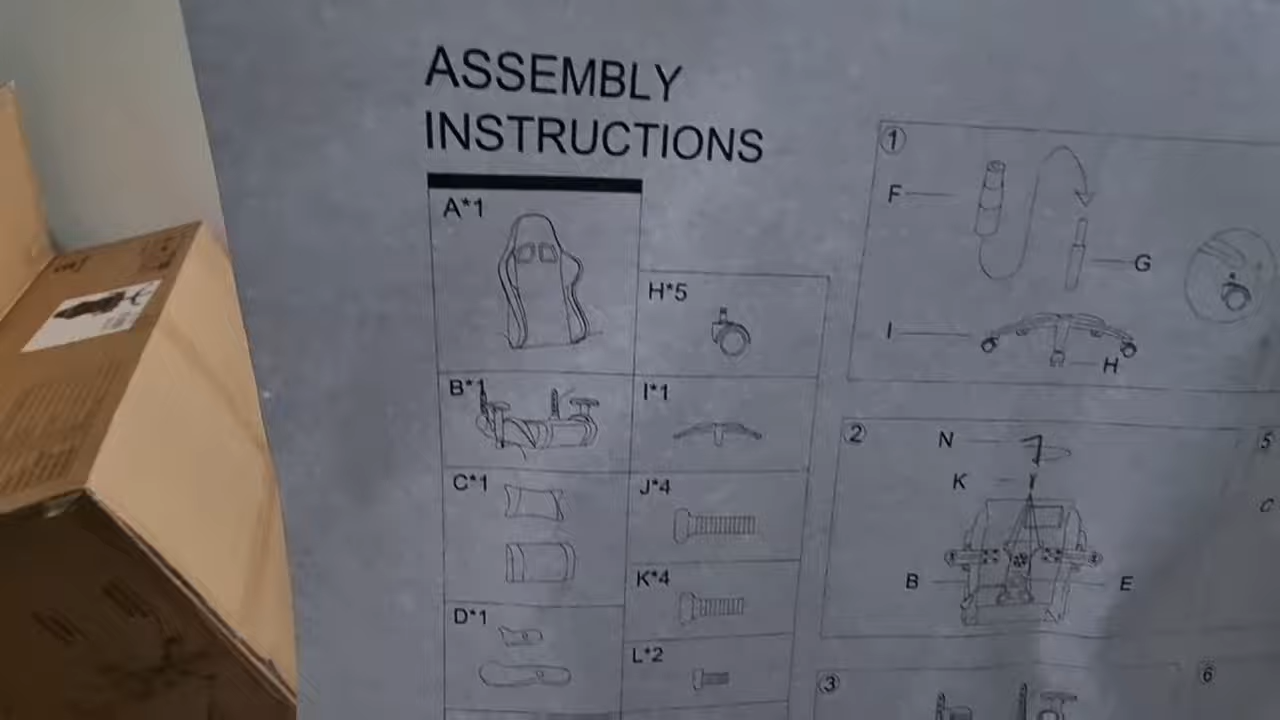 ASSEMBLY
INSTRUCTIONS
A*1
H*5
B*1
I*1
C*1
J*4
K*4
D*1
L*2
1
F
G
I
H
2
N
K
B
E
5
C
3
6